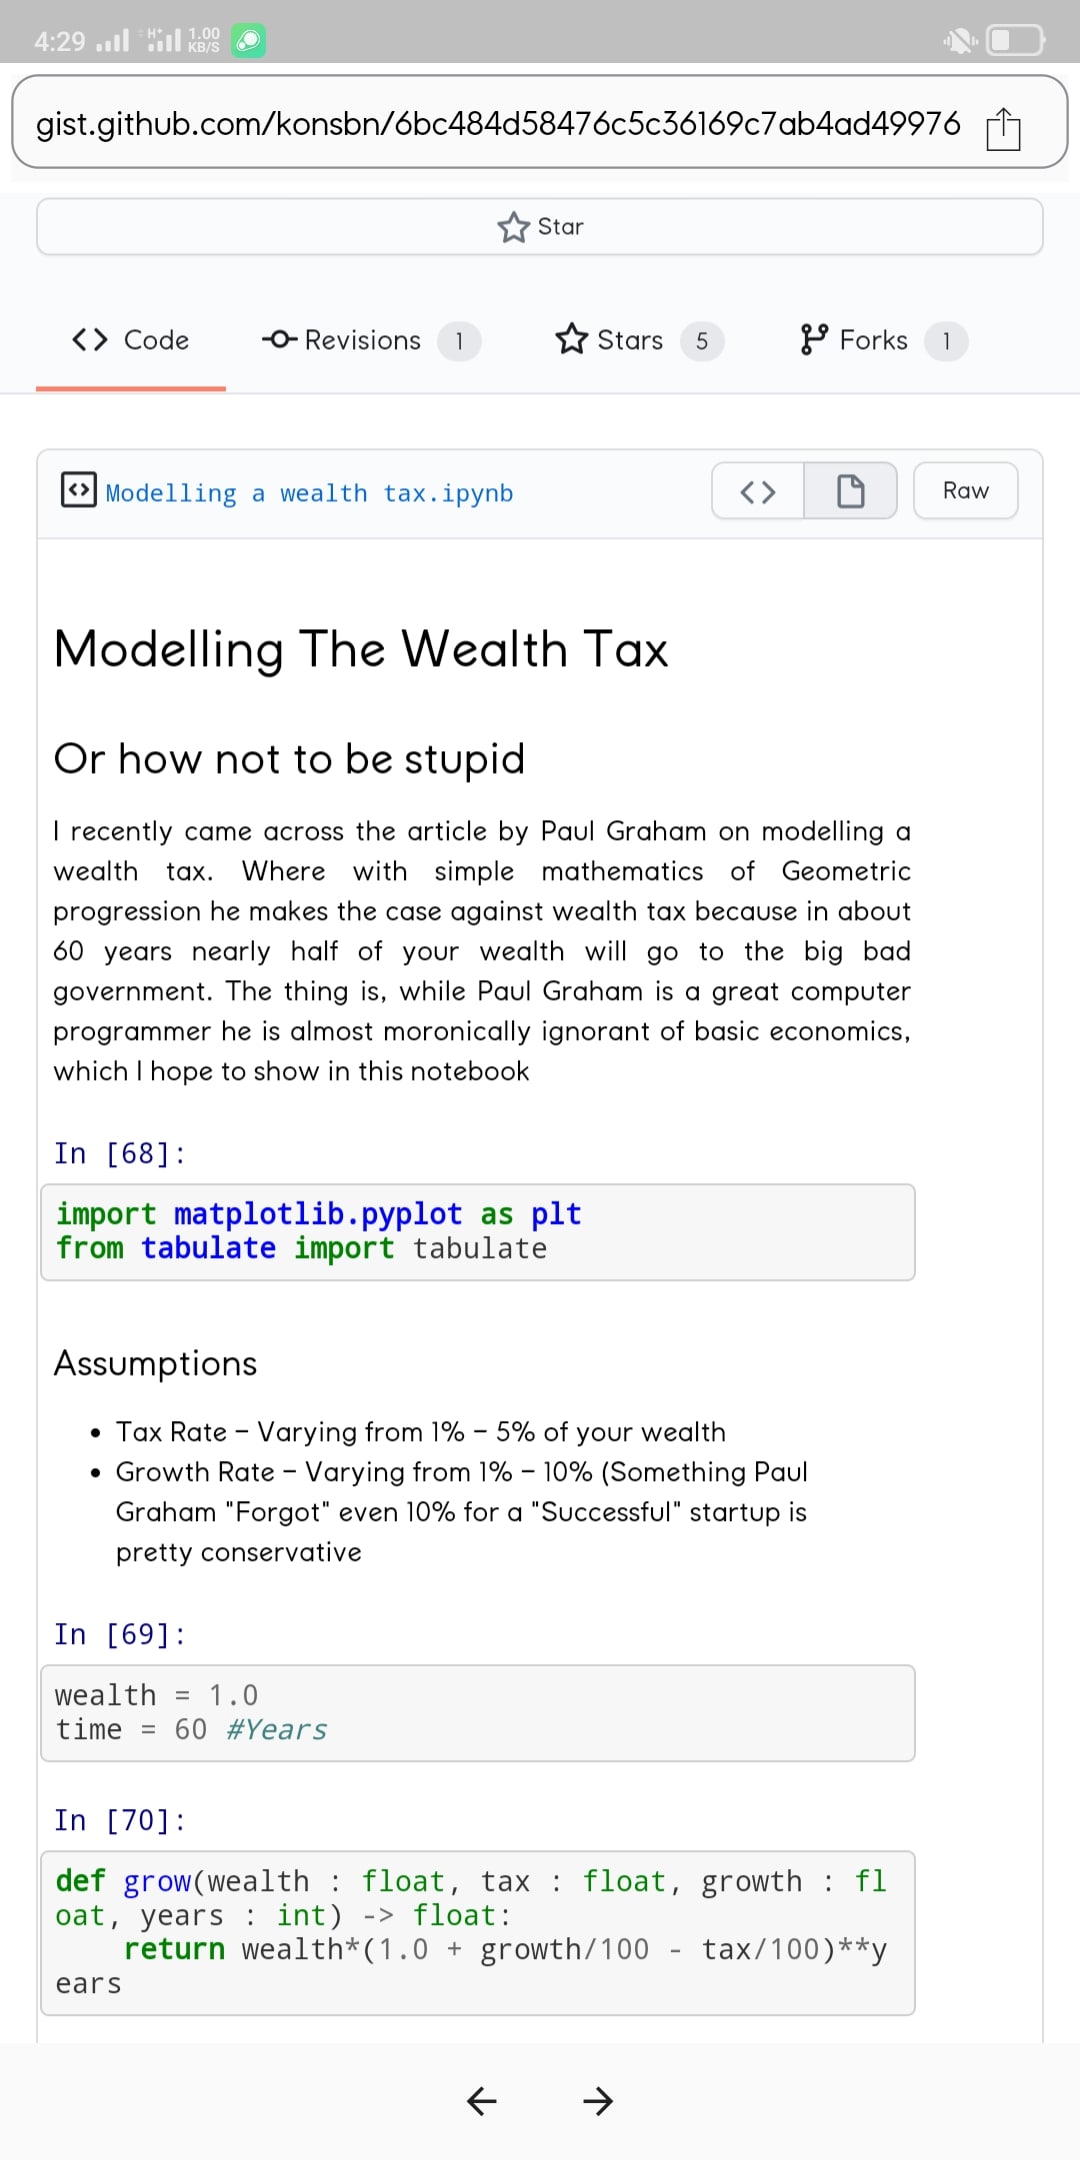 4:29 H+ 1.00 KB/S
gist.github.com/konsbn/6bc484d58476c5c36169c7ab4ad49976
Star
Code Revisions 1 Stars 5 Forks 1
Modelling a wealth tax.ipynb Raw
Modelling The Wealth Tax
Or how not to be stupid
I recently came across the article by Paul Graham on modelling a
wealth tax. Where with simple mathematics of Geometric
progression he makes the case against wealth tax because in about
60 years nearly half of your wealth will go to the big bad
government. The thing is, while Paul Graham is a great computer
programmer he is almost moronically ignorant of basic economics,
which I hope to show in this notebook
In [68]:
import matplotlib.pyplot as plt
from tabulate import tabulate
Assumptions
• Tax Rate – Varying from 1% – 5% of your wealth
• Growth Rate – Varying from 1% – 10% (Something Paul
Graham "Forgot" even 10% for a "Successful" startup is
pretty conservative
In [69]:
wealth = 1.0
time = 60 #Years
In [70]:
def grow(wealth : float, tax : float, growth : fl
oat, years : int) -> float:
    return wealth*(1.0 + growth/100 - tax/100)**y
ears